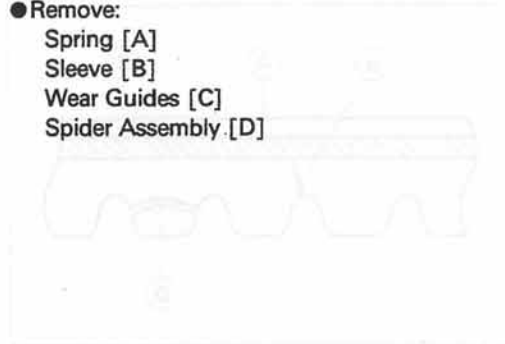 ●Remove:
Spring [A]
Sleeve [B]
Wear Guides [C]
Spider Assembly [D]